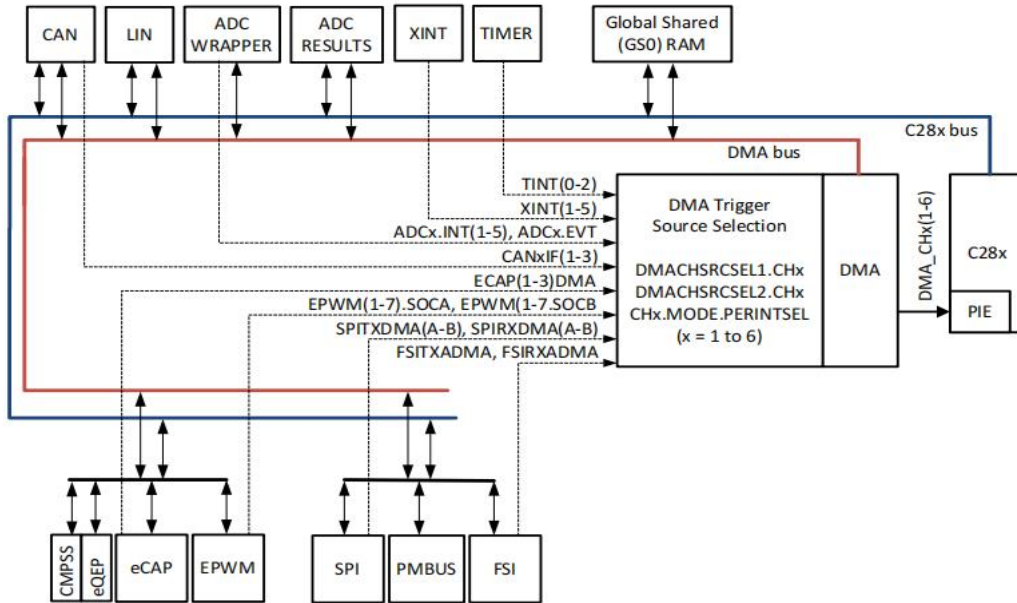 CAN
LIN
ADC
WRAPPER
ADC
RESULTS
XINT
TIMER
Global Shared
(GS0) RAM
C28x bus
DMA bus
TINT(0-2)
XINT(1-5)
ADCx.INT(1-5), ADCx.EVT
CANxIF(1-3)
ECAP(1-3)DMA
EPWM(1-7).SOCA, EPWM(1-7.SOCB
SPITXDMA(A-B), SPIRXDMA(A-B)
FSITXADMA, FSIRXADMA
DMA Trigger
Source Selection
DMACHSRCSEL1.CHx
DMACHSRCSEL2.CHx
CHx.MODE.PERINTSEL
(x = 1 to 6)
DMA
DMA_CHx(1-6)
C28x
PIE
CMPSS
eQEP
eCAP
EPWM
SPI
PMBUS
FSI